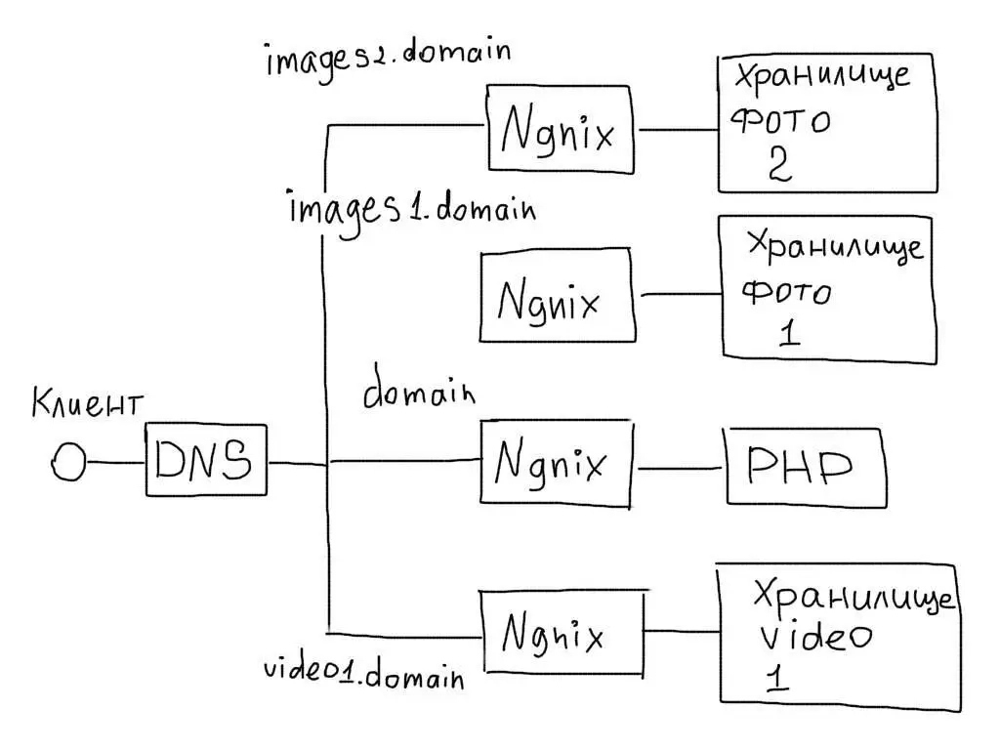 images2.domain
Ngnix
Хранилище
ФОТО
2
images1.domain
Ngnix
Хранилище
ФОТО
1
Клиент
DNS
domain
Ngnix
PHP
video1.domain
Ngnix
Хранилище
video
1